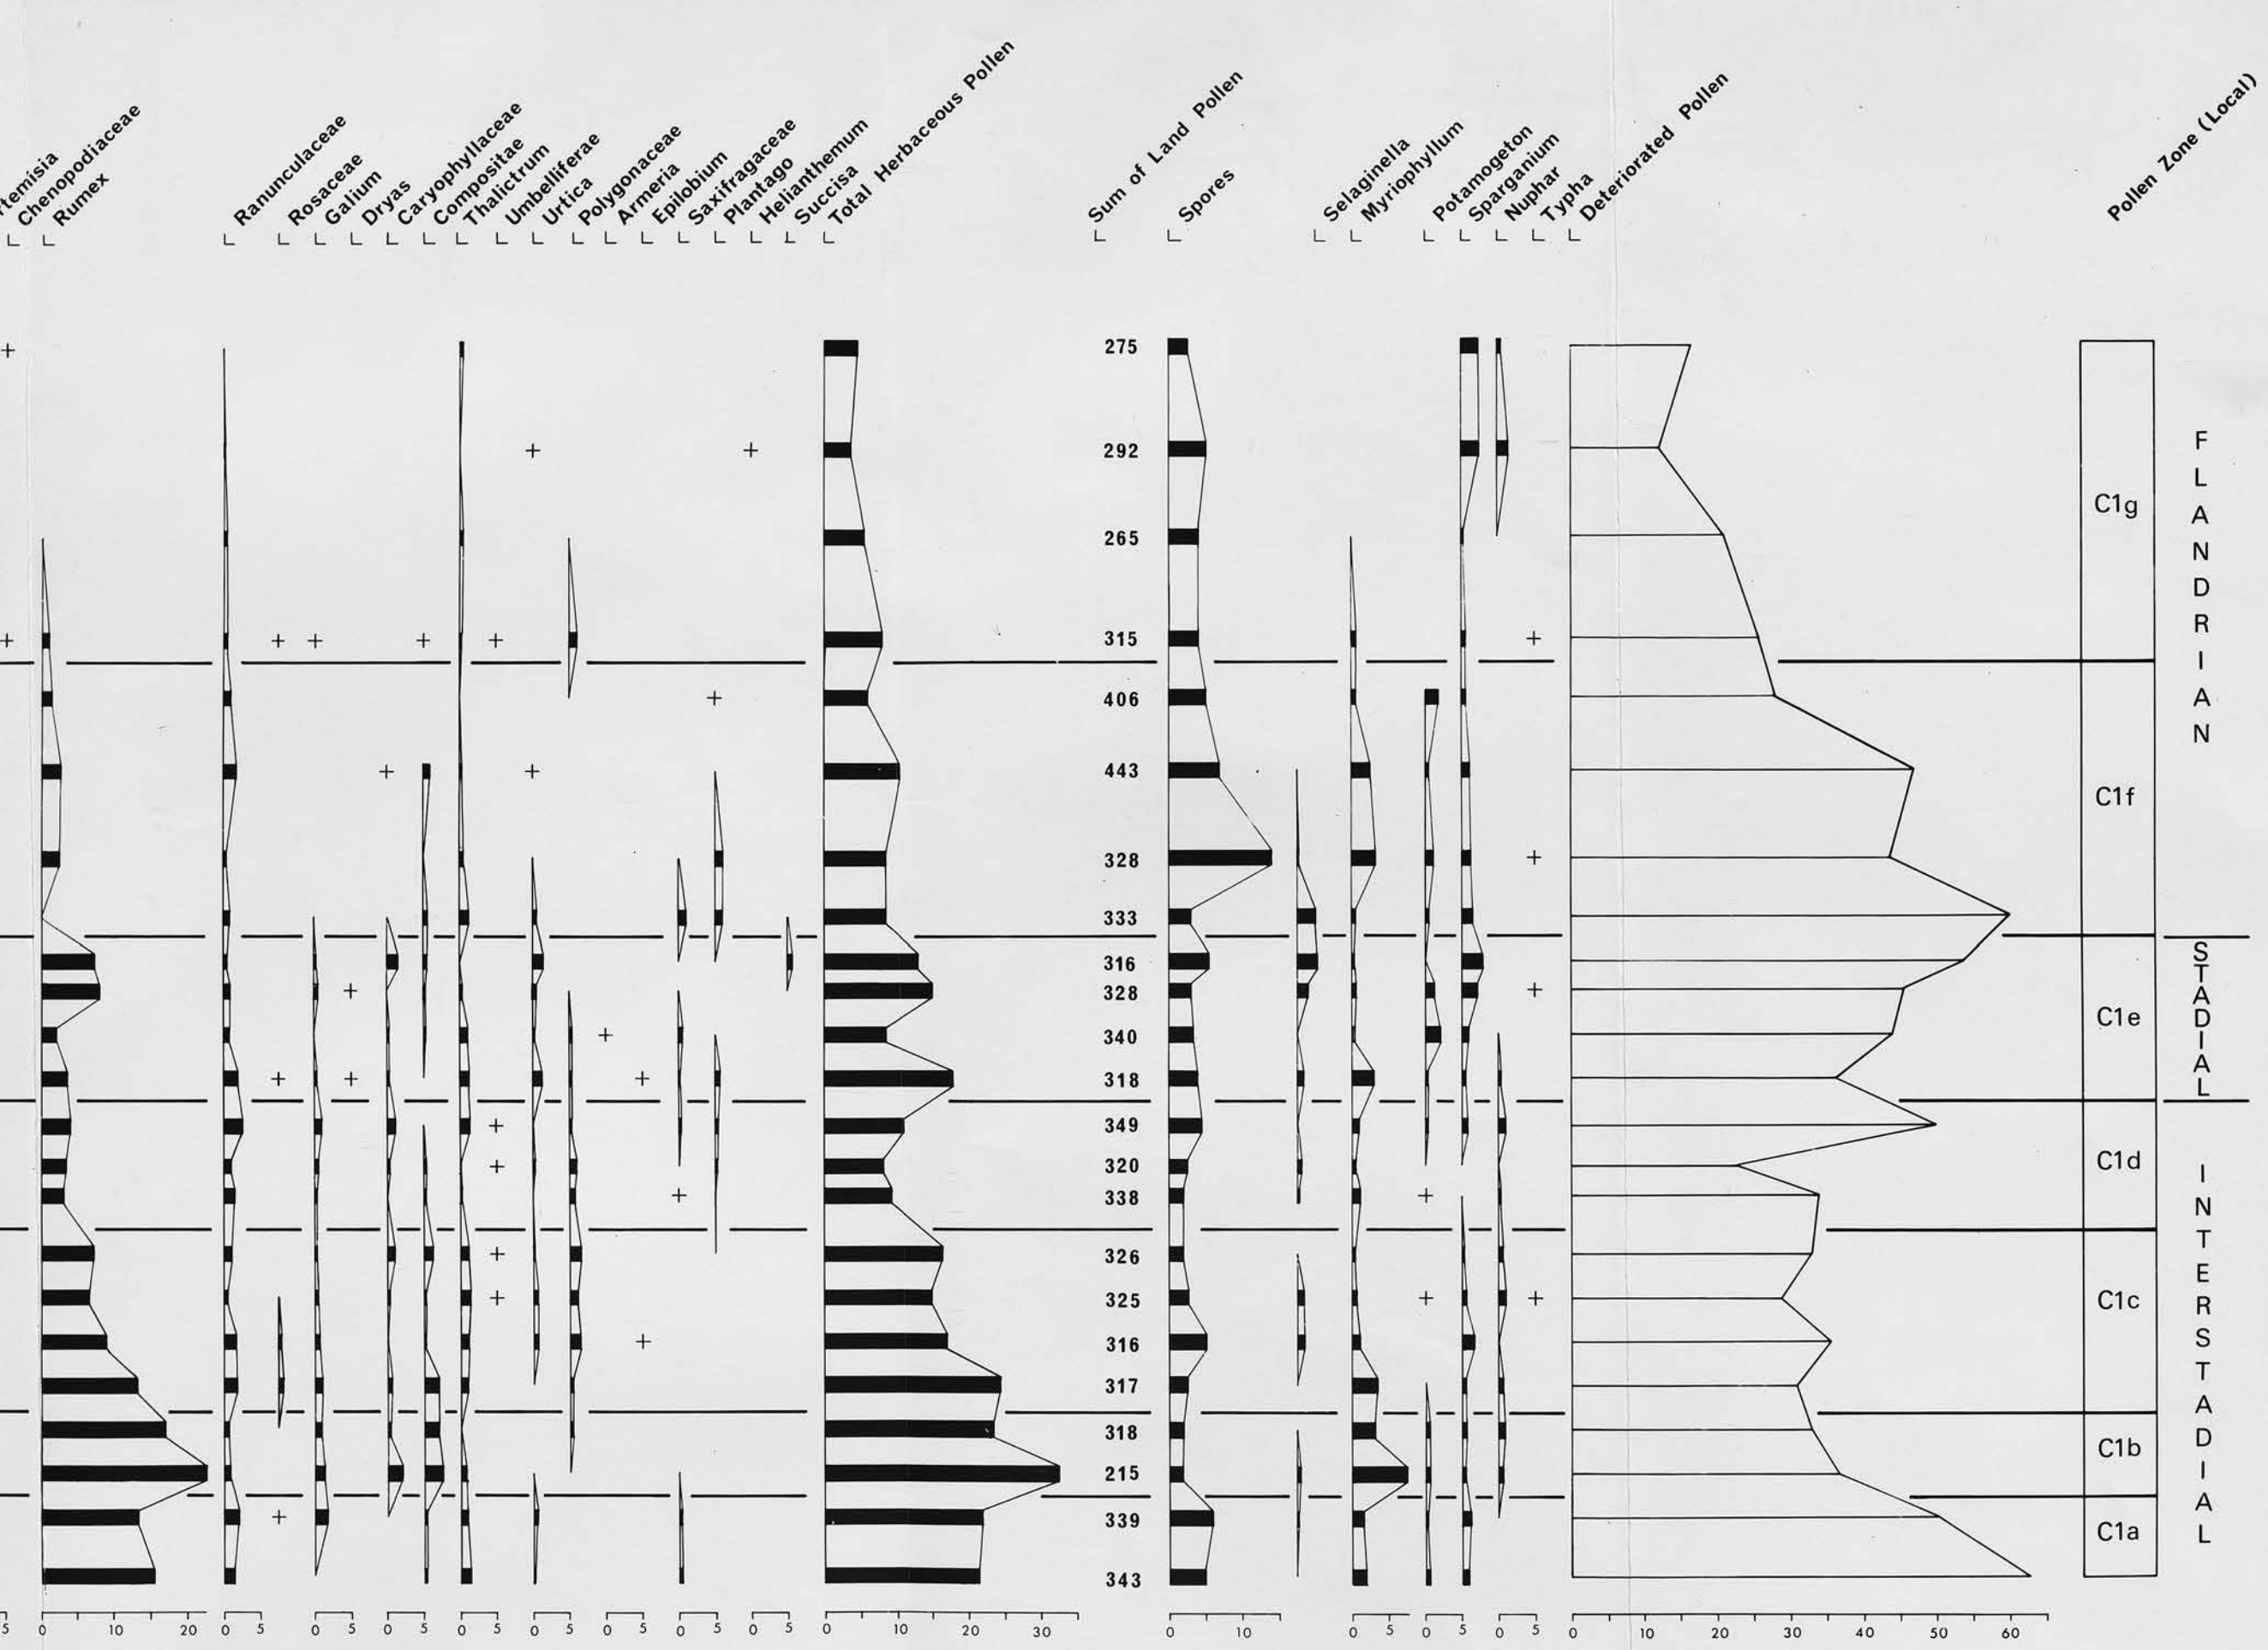 Chenopodiaceae
Rumex
Ranunculaceae
Rosaceae
Galium
Dryas
Caryophyllaceae
Compositae
Thalictrum
Umbelliferae
Urtica
Polygonaceae
Armeria
Epilobium
Saxifragaceae
Plantago
Helianthemum
Succisa
Total Herbaceous Pollen
Sum of Land Pollen
Spores
Selaginella
Myriophyllum
Potamogeton
Sparganium
Nuphar
Typha
Deteriorated Pollen
Pollen Zone (Local)
275
292
265
315
406
443
328
333
316
328
340
318
349
320
338
326
325
316
317
318
215
339
343
C1g
C1f
C1e
C1d
C1c
C1b
C1a
FLANDRIAN
STADIAL
INTERSTADIAL
5 0 10 20 0 5 0 5 0 5 0 5 0 5 0 5 0 5 0 5 0 5 0 10 20 30 0 10 0 5 0 5 0 5 0 10 20 30 40 50 60